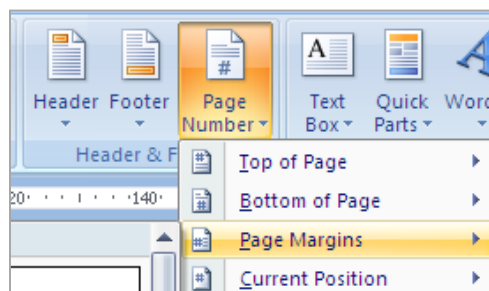 Header Footer Page Number Text Box Quick Parts
Header & F
20 140
Top of Page
Bottom of Page
Page Margins
Current Position